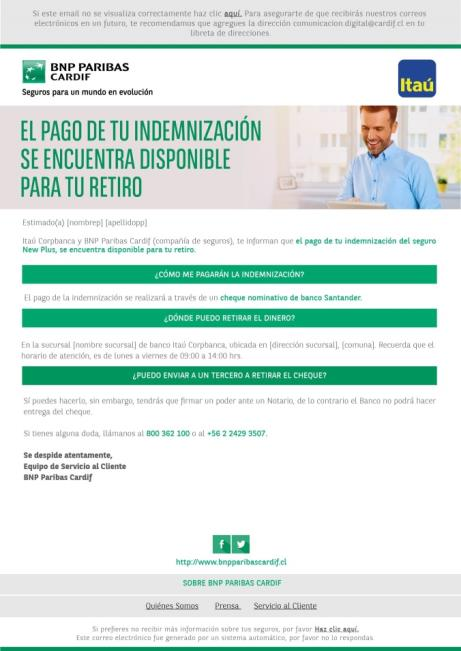 Si este email no se visualiza correctamente haz clic aquí. Para asegurarte de que recibirás nuestros correos
electrónicos en un futuro, te recomendamos que agregues la dirección comunicacion.digital@cardif.cl en tu
libreta de direcciones.
BNP PARIBAS
CARDIF
Seguros para un mundo en evolución
Itaú
EL PAGO DE TU INDEMNIZACIÓN
SE ENCUENTRA DISPONIBLE
PARA TU RETIRO
Estimado(a) [nombrep] [apellidopp]
Itaú Corpbanca y BNP Paribas Cardif (compañía de seguros), te informan que el pago de tu indemnización del seguro
New Plus, se encuentra disponible para tu retiro.
¿CÓMO ME PAGARÁN LA INDEMNIZACIÓN?
El pago de la indemnización se realizará a través de un cheque nominativo de banco Santander.
¿DÓNDE PUEDO RETIRAR EL DINERO?
En la sucursal [nombre sucursal] de banco Itaú Corpbanca, ubicada en [dirección sucursal], [comuna]. Recuerda que el
horario de atención, es de lunes a viernes de 09:00 a 14:00 hrs.
¿PUEDO ENVIAR A UN TERCERO A RETIRAR EL CHEQUE?
Sí puedes hacerlo, sin embargo, tendrás que firmar un poder ante un Notario, de lo contrario el Banco no podrá hacer
entrega del cheque.
Si tienes alguna duda, llámanos al 800 362 100 o al +56 2 2429 3507.
Se despide atentamente,
Equipo de Servicio al Cliente
BNP Paribas Cardif
http://www.bnpparibascardif.cl
SOBRE BNP PARIBAS CARDIF
Quiénes Somos Prensa Servicio al Cliente
Si prefieres no recibir más información sobre tus seguros, por favor Haz clic aquí.
Este correo electrónico fue generado por un sistema automático, por favor no lo respondas